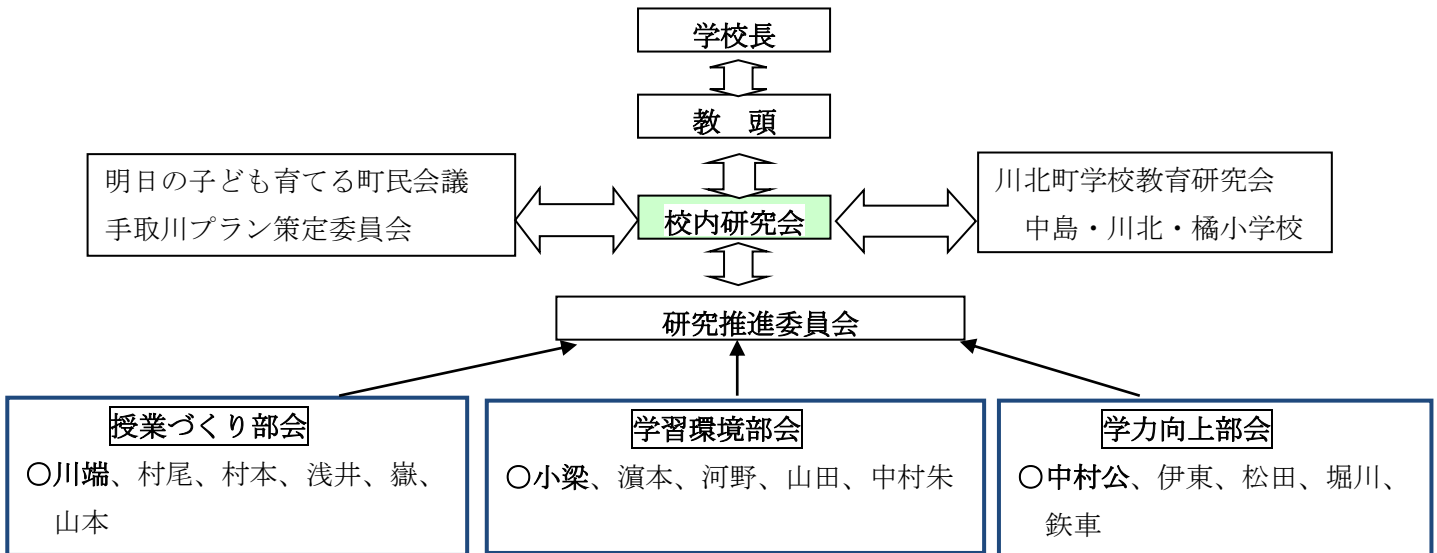 学校長
教　頭
明日の子ども育てる町民会議
手取川プラン策定委員会
校内研究会
川北町学校教育研究会
中島・川北・橘小学校
研究推進委員会
授業づくり部会
〇川端、村尾、村本、浅井、嶽、
山本
学習環境部会
〇小梁、濵本、河野、山田、中村朱
学力向上部会
〇中村公、伊東、松田、堀川、
鉃車